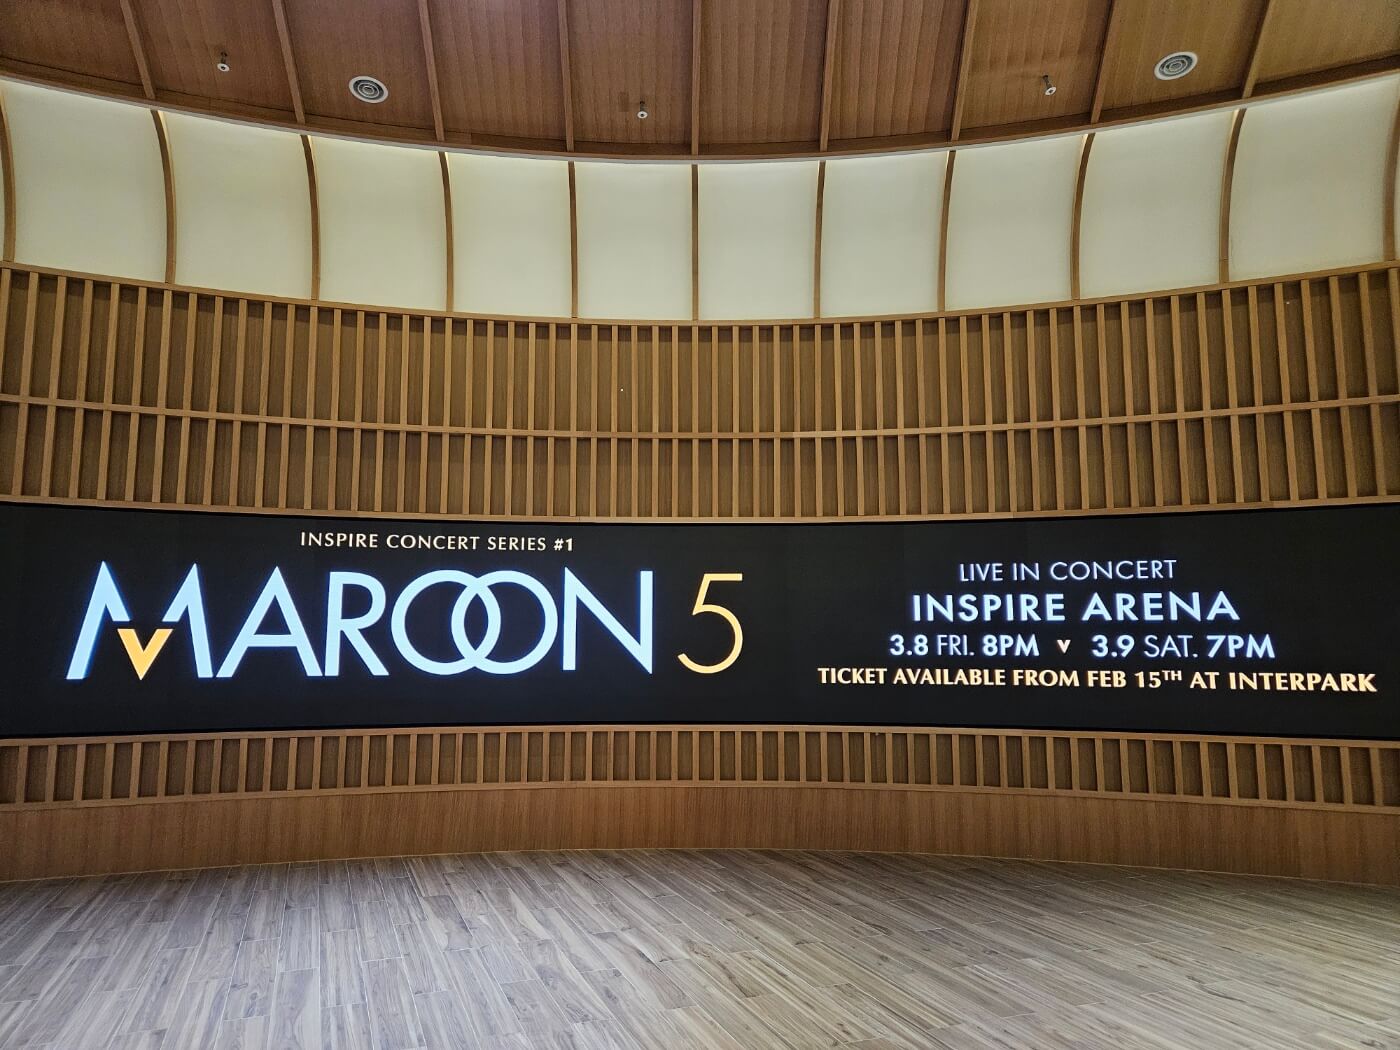 INSPIRE CONCERT SERIES #1
MAROON 5
LIVE IN CONCERT
INSPIRE ARENA
3.8 FRI. 8PM v 3.9 SAT. 7PM
TICKET AVAILABLE FROM FEB 15TH AT INTERPARK